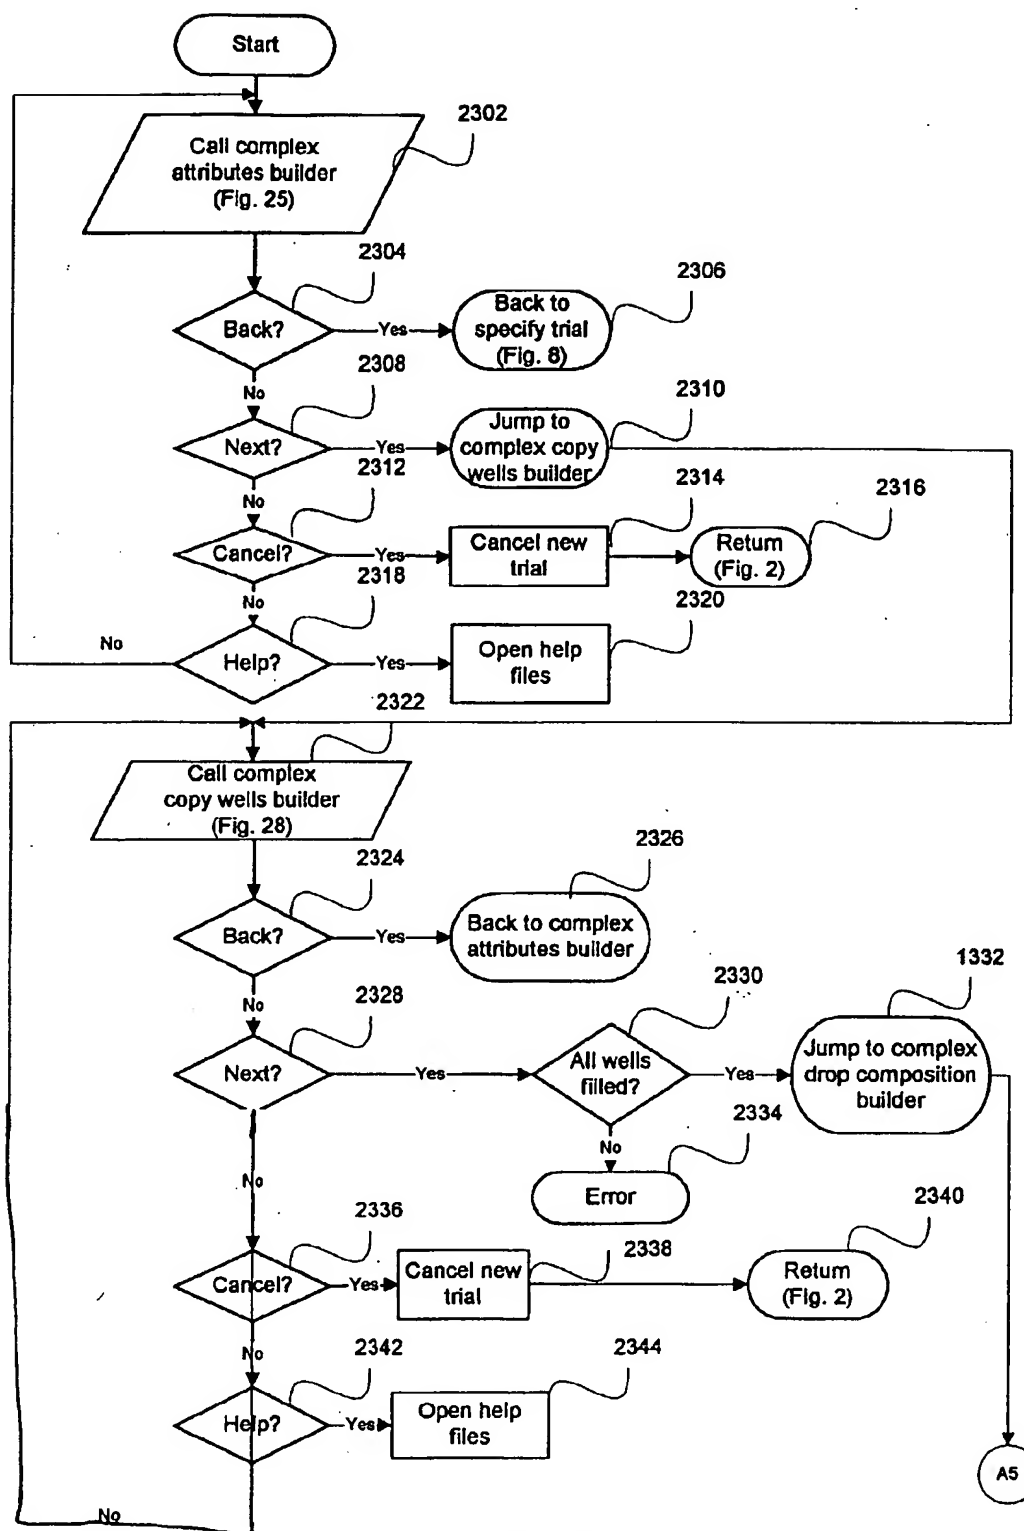 Start
2302
Call complex
attributes builder
(Fig. 25)
2304
2306
Back?
Yes
Back to
specify trial
(Fig. 8)
No
2308
2310
Next?
Yes
Jump to
complex copy
wells builder
2312
2314
2316
No
Cancel?
Yes
Cancel new
trial
Return
(Fig. 2)
2318
2320
No
No
Help?
Yes
Open help
files
2322
Call complex
copy wells builder
(Fig. 28)
2324
2326
Back?
Yes
Back to complex
attributes builder
No
2328
2330
1332
Next?
Yes
All wells
filled?
Yes
Jump to complex
drop composition
builder
No
2334
Error
No
2336
2338
2340
Cancel?
Yes
Cancel new
trial
Return
(Fig. 2)
No
2342
2344
Help?
Yes
Open help
files
A5
No